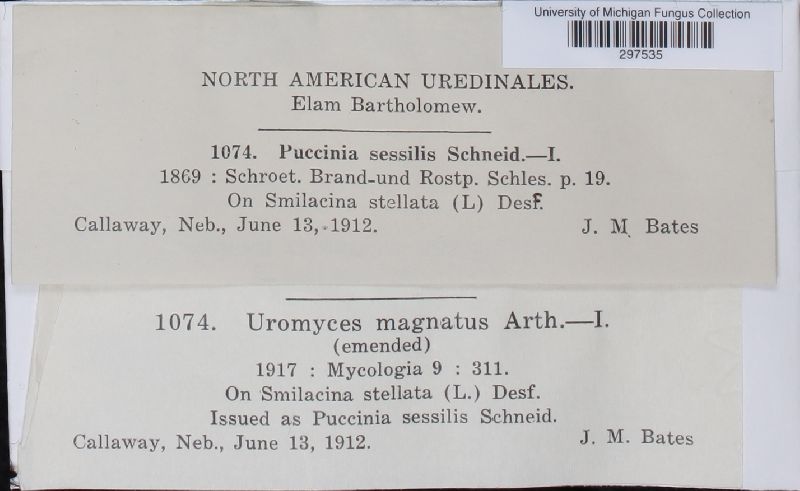 University of Michigan Fungus Collection
297535
NORTH AMERICAN UREDINALES.
Elam Bartholomew.
1074. Puccinia sessilis Schneid.—I.
1869 : Schroet. Brand-und Rostp. Schles. p. 19.
On Smilacina stellata (L) Desf.
Callaway, Neb., June 13, 1912. J. M. Bates
1074. Uromyces magnatus Arth.—I.
(emended)
1917 : Mycologia 9 : 311.
On Smilacina stellata (L.) Desf.
Issued as Puccinia sessilis Schneid.
Callaway, Neb., June 13, 1912. J. M. Bates